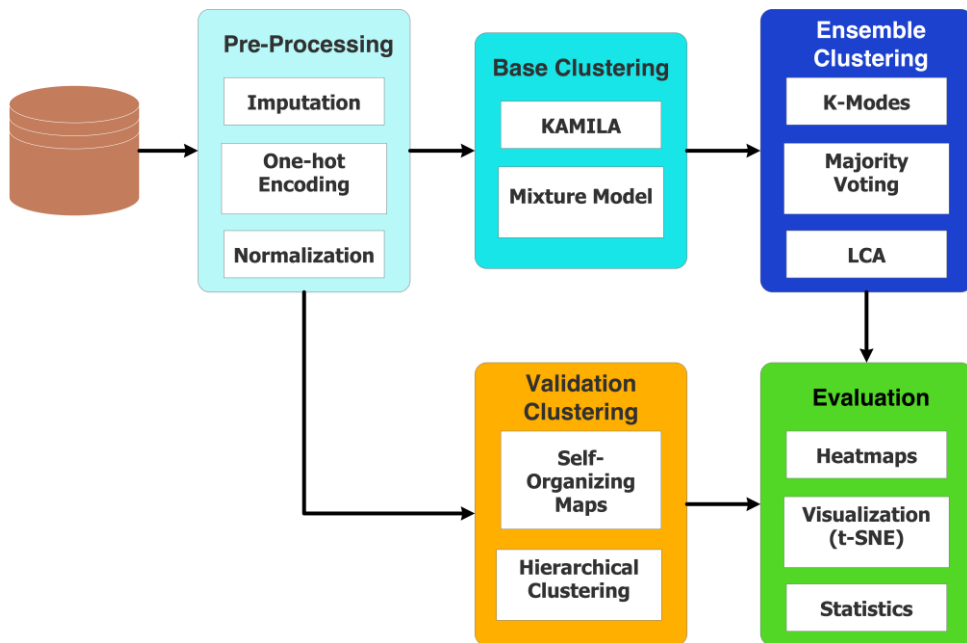 Pre-Processing
Imputation
One-hot
Encoding
Normalization
Base Clustering
KAMILA
Mixture Model
Ensemble
Clustering
K-Modes
Majority
Voting
LCA
Validation
Clustering
Self-
Organizing
Maps
Hierarchical
Clustering
Evaluation
Heatmaps
Visualization
(t-SNE)
Statistics